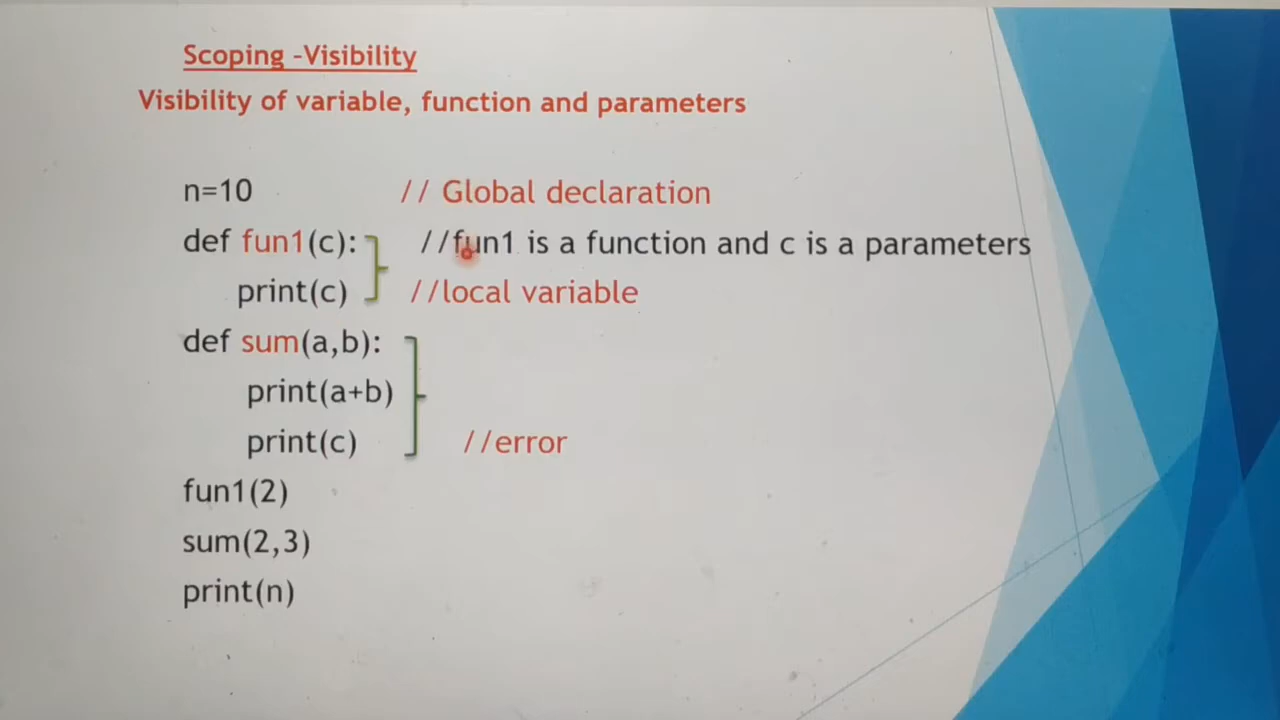 Scoping -Visibility
Visibility of variable, function and parameters
n=10 // Global declaration
def fun1(c): //fun1 is a function and c is a parameters
print(c) //local variable
def sum(a,b):
print(a+b)
print(c) //error
fun1(2)
sum(2,3)
print(n)